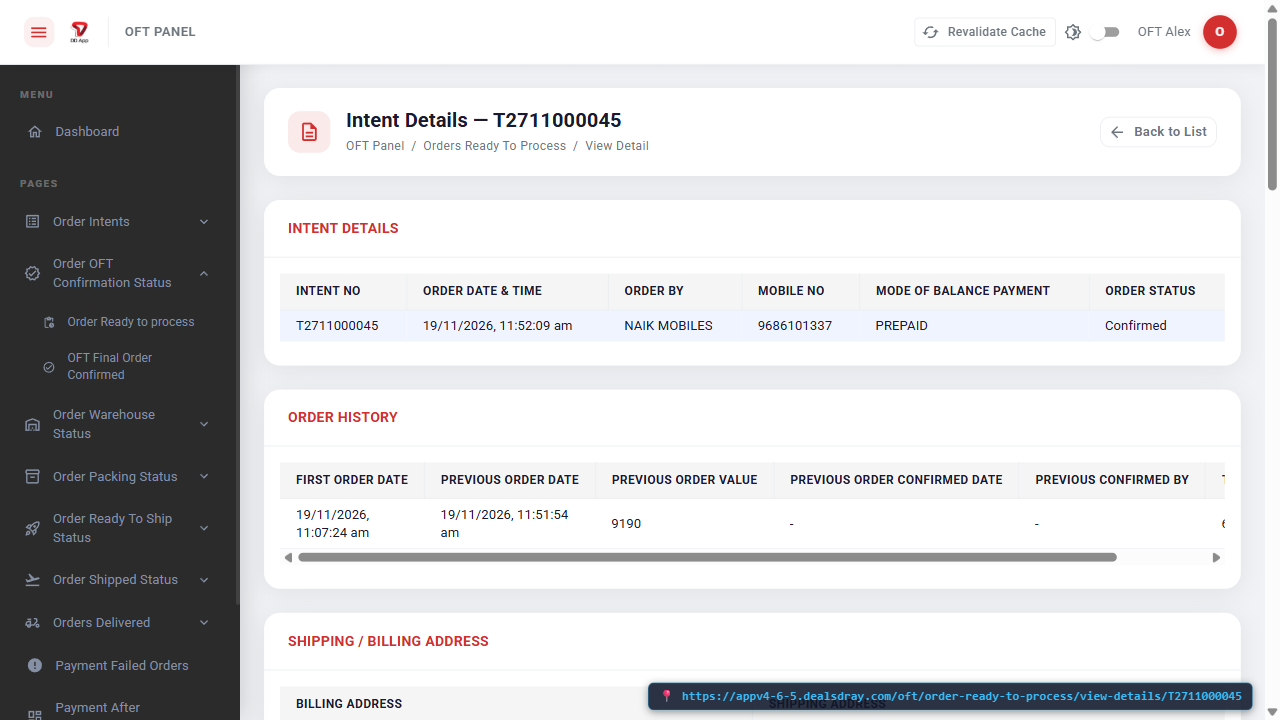 OFT PANEL
Revalidate Cache
OFT Alex
O
MENU
Dashboard
PAGES
Order Intents
Order OFT
Confirmation Status
Order Ready to process
OFT Final Order
Confirmed
Order Warehouse
Status
Order Packing Status
Order Ready To Ship
Status
Order Shipped Status
Orders Delivered
Payment Failed Orders
Payment After
Intent Details — T2711000045
OFT Panel / Orders Ready To Process / View Detail
Back to List
INTENT DETAILS
INTENT NO ORDER DATE & TIME ORDER BY MOBILE NO MODE OF BALANCE PAYMENT ORDER STATUS
T2711000045 19/11/2026, 11:52:09 am NAIK MOBILES 9686101337 PREPAID Confirmed
ORDER HISTORY
FIRST ORDER DATE PREVIOUS ORDER DATE PREVIOUS ORDER VALUE PREVIOUS ORDER CONFIRMED DATE PREVIOUS CONFIRMED BY
19/11/2026, 11:07:24 am 19/11/2026, 11:51:54 am 9190 - -
SHIPPING / BILLING ADDRESS
BILLING ADDRESS SHIPPING ADDRESS
https://appv4-6-5.dealsdray.com/oft/order-ready-to-process/view-details/T2711000045